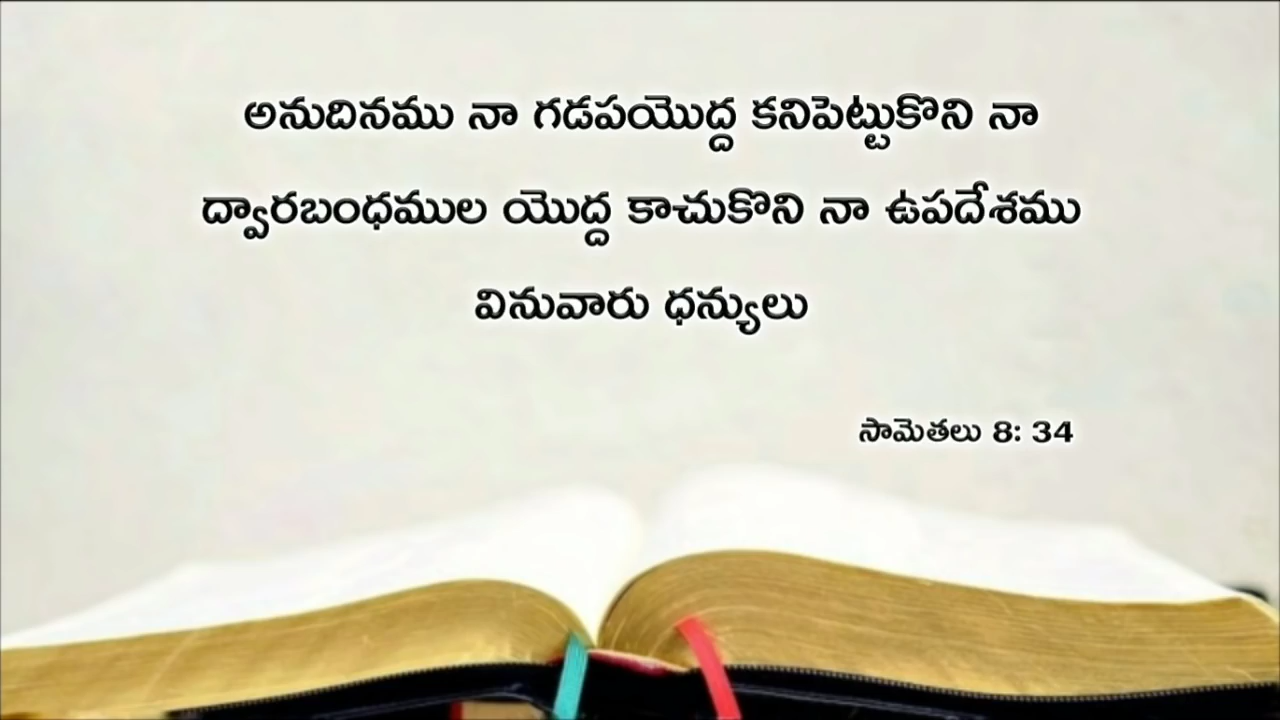 అనుదినము నా గడపయొద్ద కనిపెట్టుకొని నా
ద్వారబంధముల యొద్ద కాచుకొని నా ఉపదేశము
వినువారు ధన్యులు
సామెతలు 8: 34